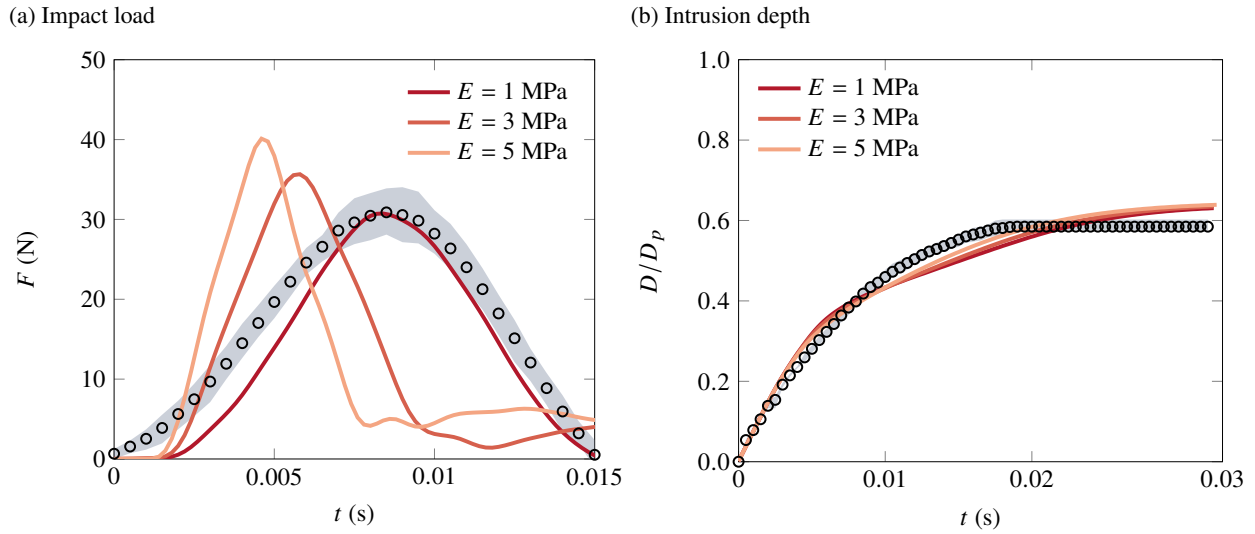 (a) Impact load
50
40
30
20
10
0
F (N)
0
0.005
0.01
0.015
t (s)
E = 1 MPa
E = 3 MPa
E = 5 MPa
(b) Intrusion depth
1.0
0.8
0.6
0.4
0.2
0.0
D/D_p
0
0.01
0.02
0.03
t (s)
E = 1 MPa
E = 3 MPa
E = 5 MPa